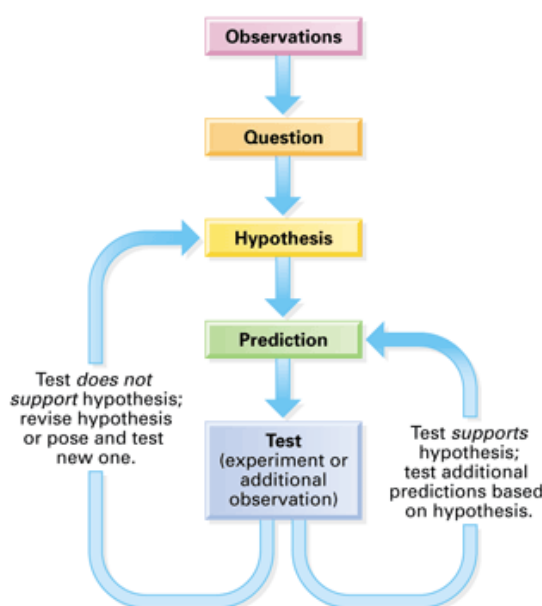 Observations
Question
Hypothesis
Prediction
Test does not
support hypothesis;
revise hypothesis
or pose and test
new one.
Test
(experiment or
additional
observation)
Test supports
hypothesis;
test additional
predictions based
on hypothesis.